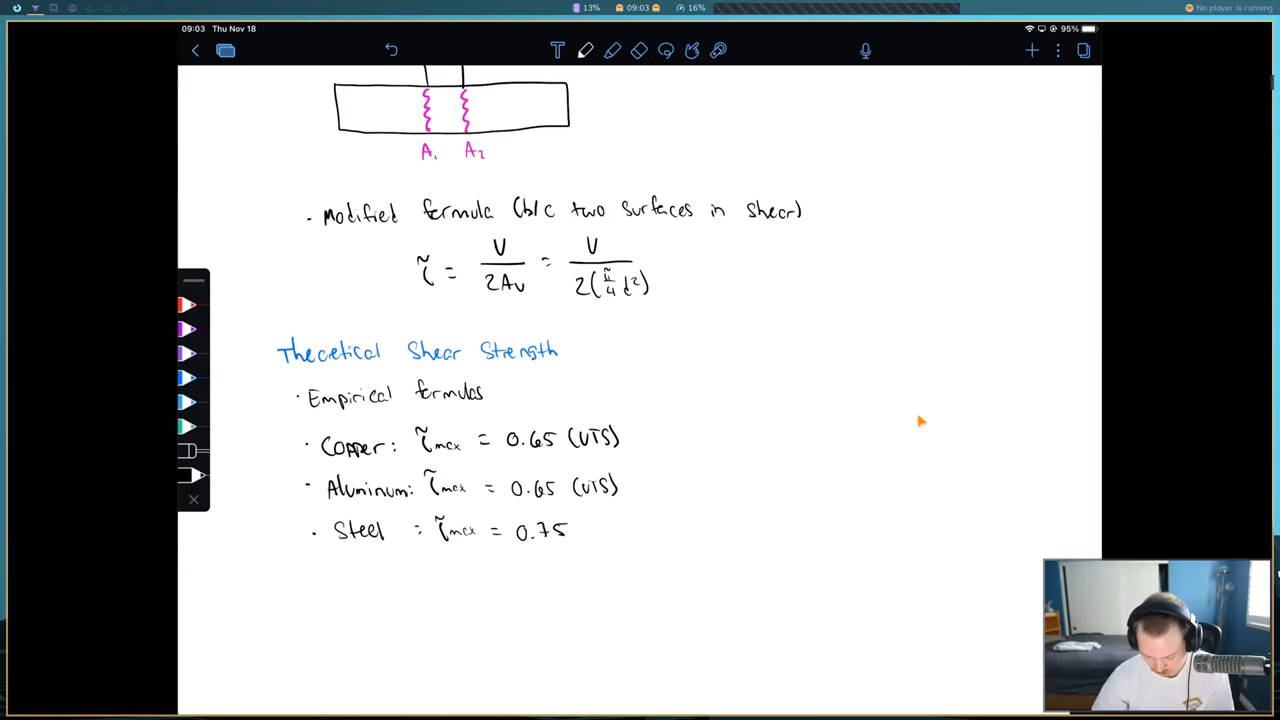 13% 09:03 16% No player is running
09:03 Thu Nov 18 95%
T
A₁ A₂
· Modified formula (b/c two surfaces in shear)
τ = V / 2Av = V / 2(π/4 d²)
Theoretical Shear Strength
· Empirical formulas
· Copper: τmax = 0.65 (UTS)
· Aluminum: τmax = 0.65 (UTS)
· Steel : τmax = 0.75